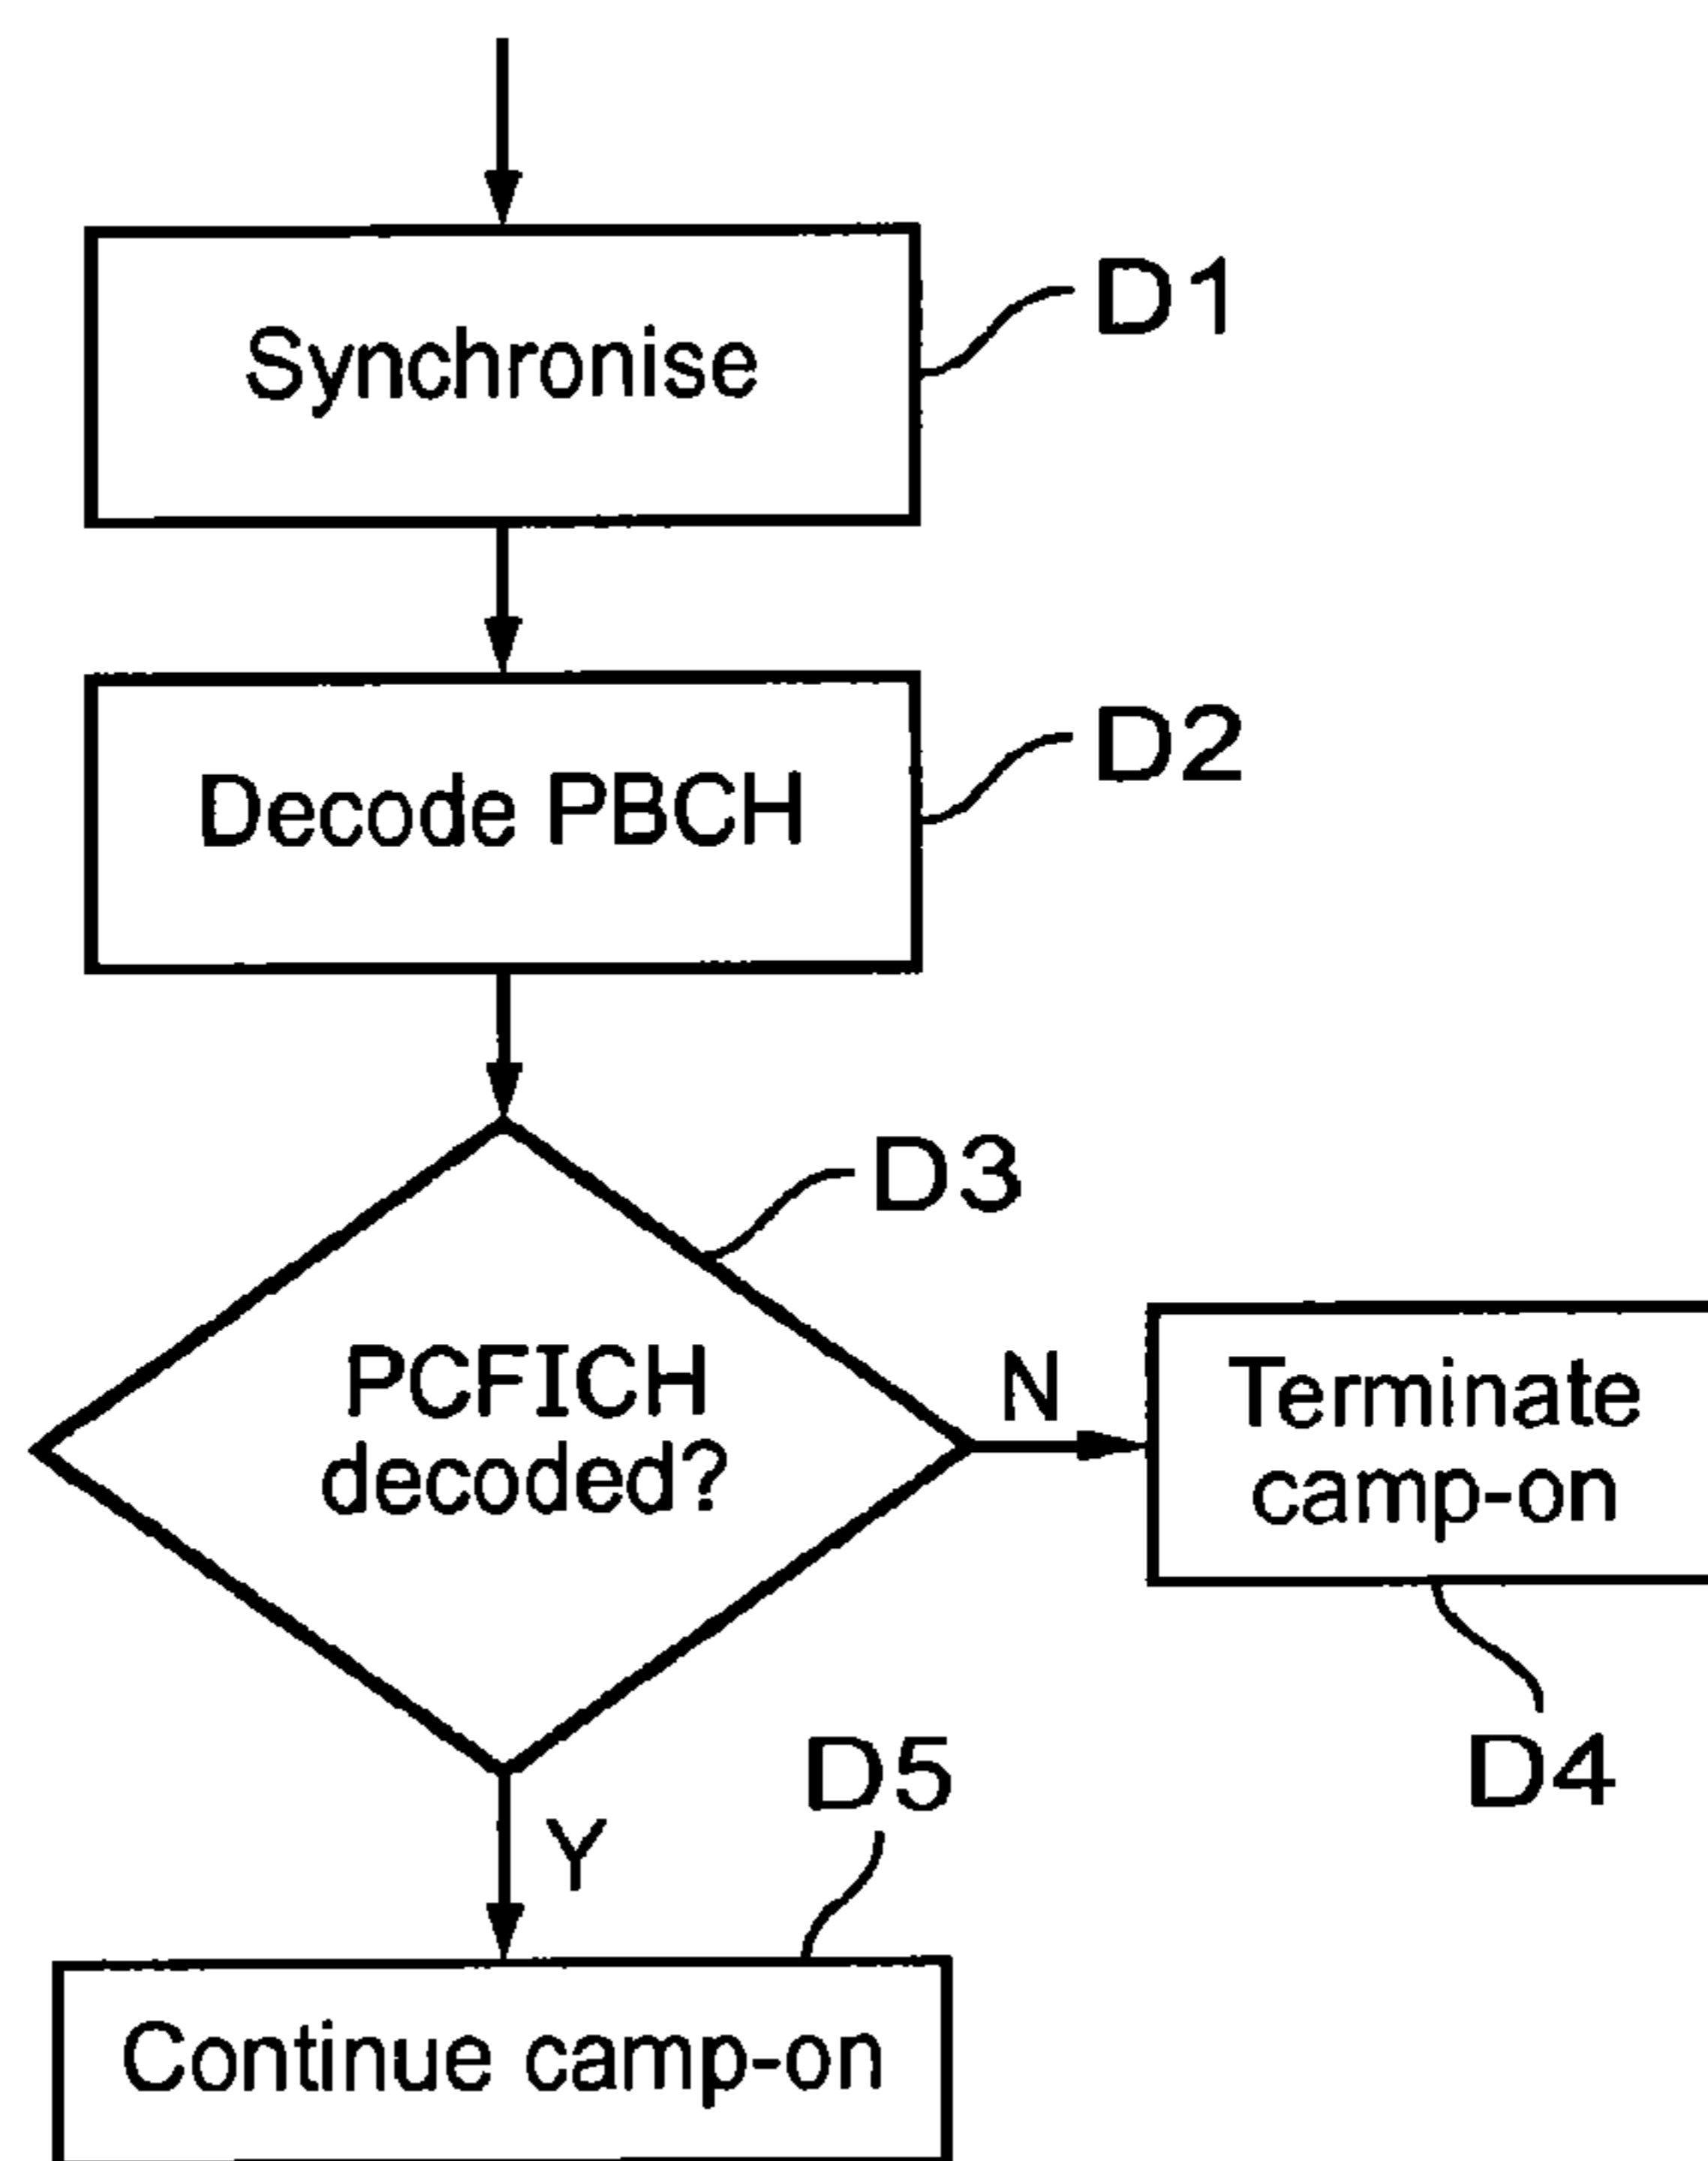 Synchronise
D1
Decode PBCH
D2
D3
PCFICH
decoded?
N
Terminate
camp-on
D4
D5
Y
Continue camp-on